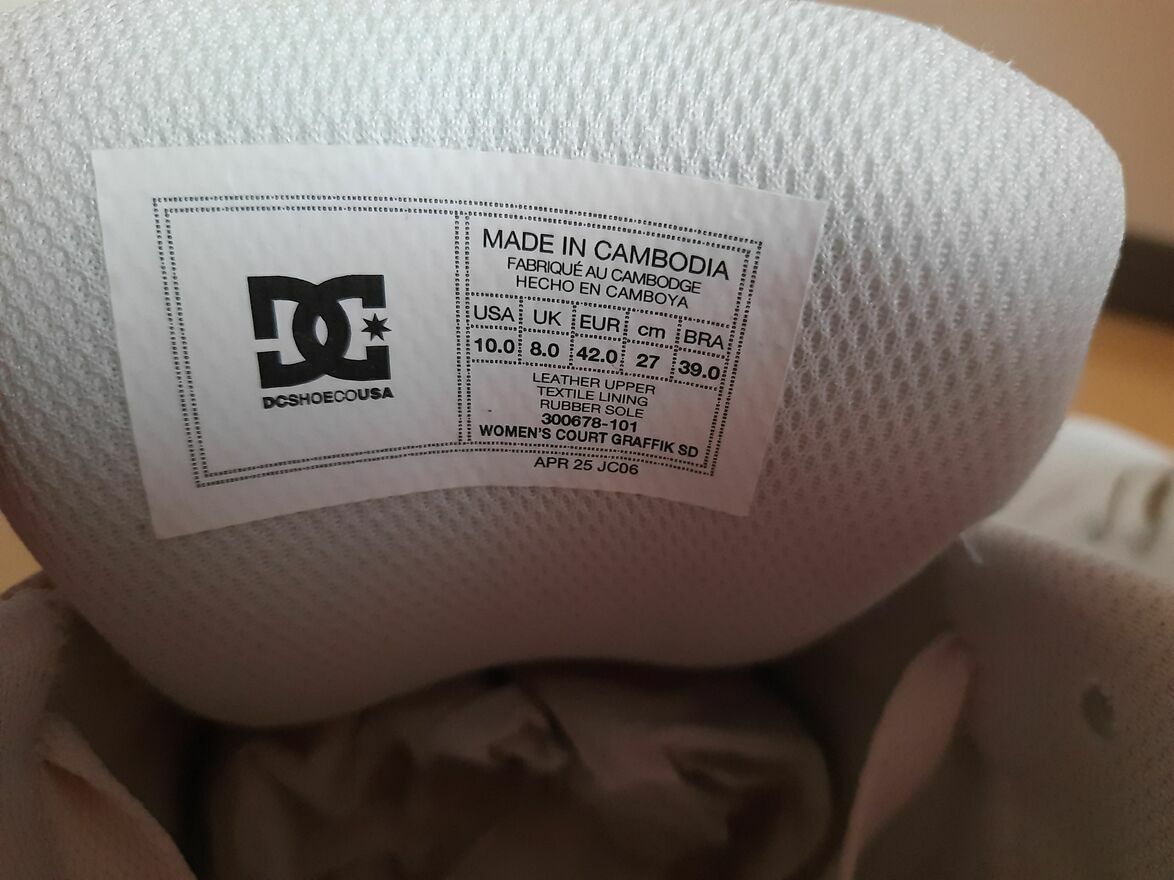 DC
DCSHOECOUSA
MADE IN CAMBODIA
FABRIQUÉ AU CAMBODGE
HECHO EN CAMBOYA
USA UK EUR cm BRA
10.0 8.0 42.0 27 39.0
LEATHER UPPER
TEXTILE LINING
RUBBER SOLE
300678-101
WOMEN'S COURT GRAFFIK SD
APR 25 JC06